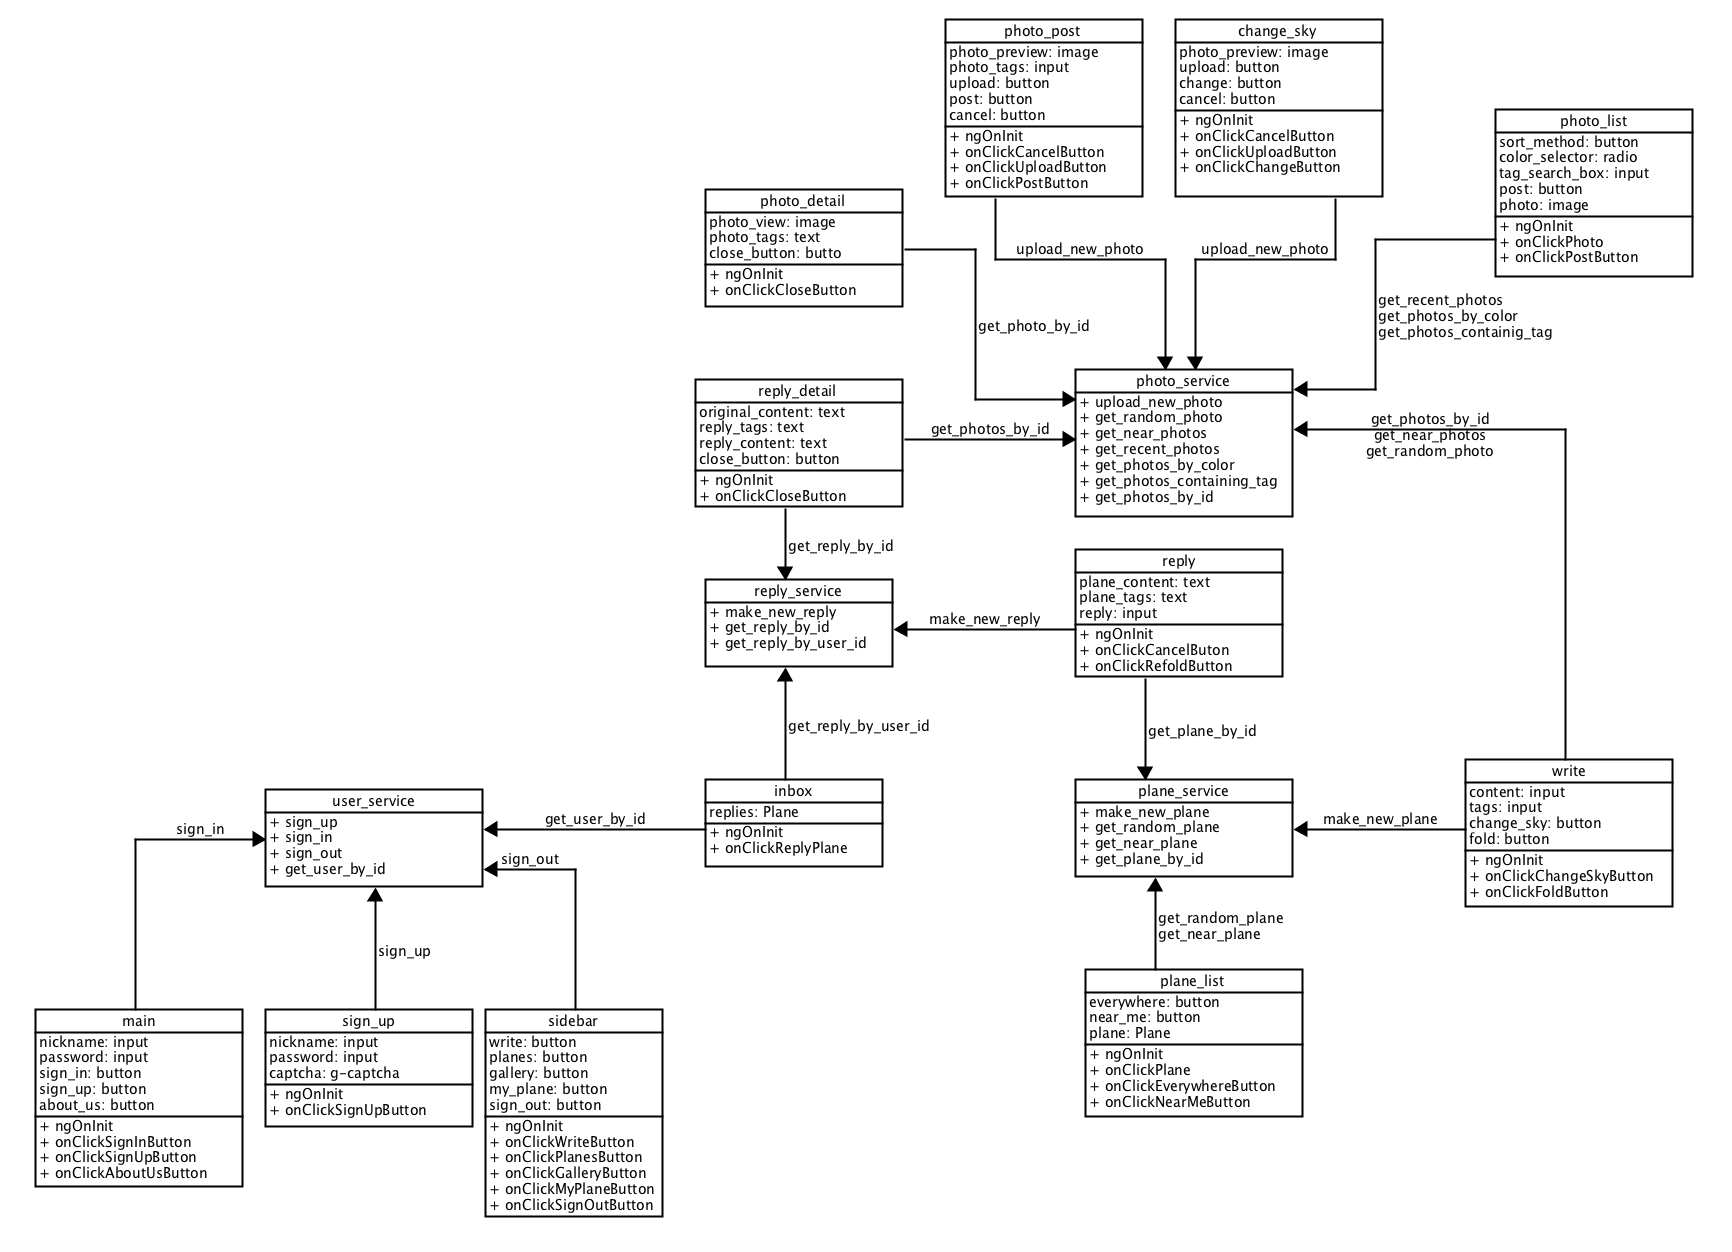 photo_post
photo_preview: image
photo_tags: input
upload: button
post: button
cancel: button
+ ngOnInit
+ onClickCancelButton
+ onClickUploadButton
+ onClickPostButton
change_sky
photo_preview: image
upload: button
change: button
cancel: button
+ ngOnInit
+ onClickCancelButton
+ onClickUploadButton
+ onClickChangeButton
photo_list
sort_method: button
color_selector: radio
tag_search_box: input
post: button
photo: image
+ ngOnInit
+ onClickPhoto
+ onClickPostButton
photo_detail
photo_view: image
photo_tags: text
close_button: butto
+ ngOnInit
+ onClickCloseButton
upload_new_photo
upload_new_photo
get_recent_photos
get_photos_by_color
get_photos_containig_tag
get_photo_by_id
reply_detail
original_content: text
reply_tags: text
reply_content: text
close_button: button
+ ngOnInit
+ onClickCloseButton
get_photos_by_id
photo_service
+ upload_new_photo
+ get_random_photo
+ get_near_photos
+ get_recent_photos
+ get_photos_by_color
+ get_photos_containing_tag
+ get_photos_by_id
get_photos_by_id
get_near_photos
get_random_photo
get_reply_by_id
reply_service
+ make_new_reply
+ get_reply_by_id
+ get_reply_by_user_id
make_new_reply
reply
plane_content: text
plane_tags: text
reply: input
+ ngOnInit
+ onClickCancelButon
+ onClickRefoldButton
get_reply_by_user_id
get_plane_by_id
user_service
+ sign_up
+ sign_in
+ sign_out
+ get_user_by_id
sign_in
get_user_by_id
sign_out
inbox
replies: Plane
+ ngOnInit
+ onClickReplyPlane
plane_service
+ make_new_plane
+ get_random_plane
+ get_near_plane
+ get_plane_by_id
make_new_plane
write
content: input
tags: input
change_sky: button
fold: button
+ ngOnInit
+ onClickChangeSkyButton
+ onClickFoldButton
sign_up
get_random_plane
get_near_plane
main
nickname: input
password: input
sign_in: button
sign_up: button
about_us: button
+ ngOnInit
+ onClickSignInButton
+ onClickSignUpButton
+ onClickAboutUsButton
sign_up
nickname: input
password: input
captcha: g-captcha
+ ngOnInit
+ onClickSignUpButton
sidebar
write: button
planes: button
gallery: button
my_plane: button
sign_out: button
+ ngOnInit
+ onClickWriteButton
+ onClickPlanesButton
+ onClickGalleryButton
+ onClickMyPlaneButton
+ onClickSignOutButton
plane_list
everywhere: button
near_me: button
plane: Plane
+ ngOnInit
+ onClickPlane
+ onClickEverywhereButton
+ onClickNearMeButton